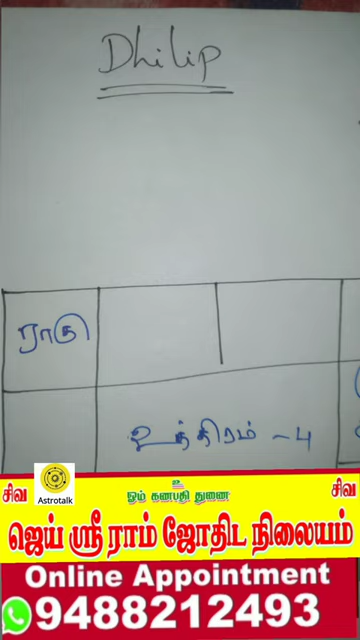 Dhilip
ராகு
உத்திரம் - 4
சிவ
Astrotalk
ஓம் கணபதி துணை
சிவ
ஜெய் ஸ்ரீ ராம் ஜோதிட நிலையம்
Online Appointment
9488212493